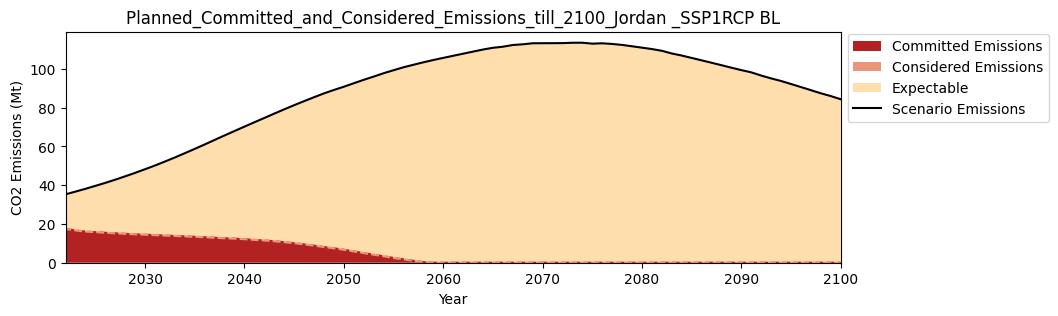 Planned_Committed_and_Considered_Emissions_till_2100_Jordan _SSP1RCP BL
Committed Emissions
Considered Emissions
Expectable
Scenario Emissions
CO2 Emissions (Mt)
100
80
60
40
20
0
2030 2040 2050 2060 2070 2080 2090 2100
Year